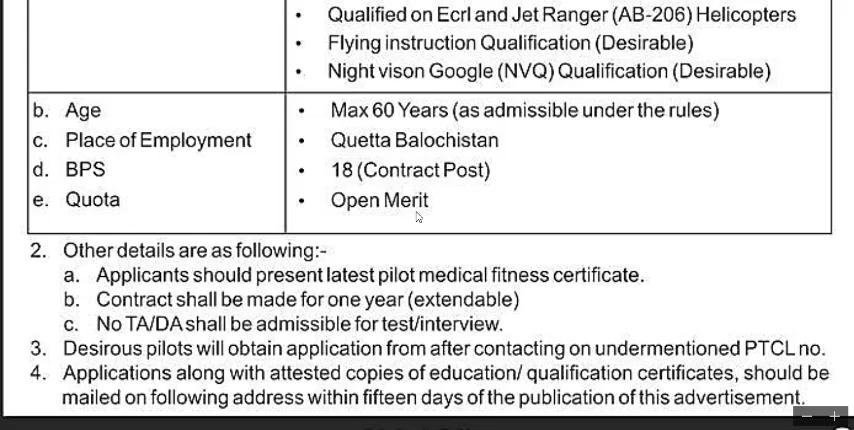 • Qualified on Ecrl and Jet Ranger (AB-206) Helicopters
• Flying instruction Qualification (Desirable)
• Night vison Google (NVQ) Qualification (Desirable)
b. Age • Max 60 Years (as admissible under the rules)
c. Place of Employment • Quetta Balochistan
d. BPS • 18 (Contract Post)
e. Quota • Open Merit
2. Other details are as following:-
a. Applicants should present latest pilot medical fitness certificate.
b. Contract shall be made for one year (extendable)
c. No TA/DA shall be admissible for test/interview.
3. Desirous pilots will obtain application from after contacting on undermentioned PTCL no.
4. Applications along with attested copies of education/ qualification certificates, should be
mailed on following address within fifteen days of the publication of this advertisement.